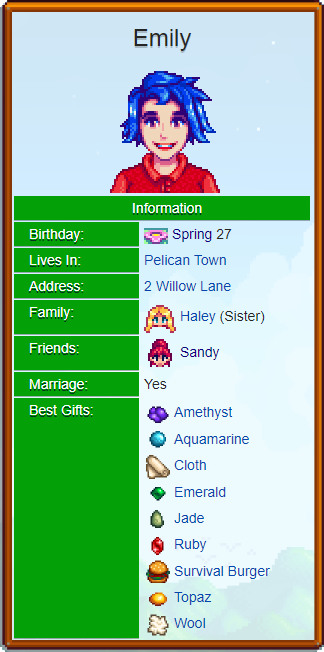 Emily
Information
Birthday: Spring 27
Lives In: Pelican Town
Address: 2 Willow Lane
Family: Haley (Sister)
Friends: Sandy
Marriage: Yes
Best Gifts: Amethyst
Aquamarine
Cloth
Emerald
Jade
Ruby
Survival Burger
Topaz
Wool